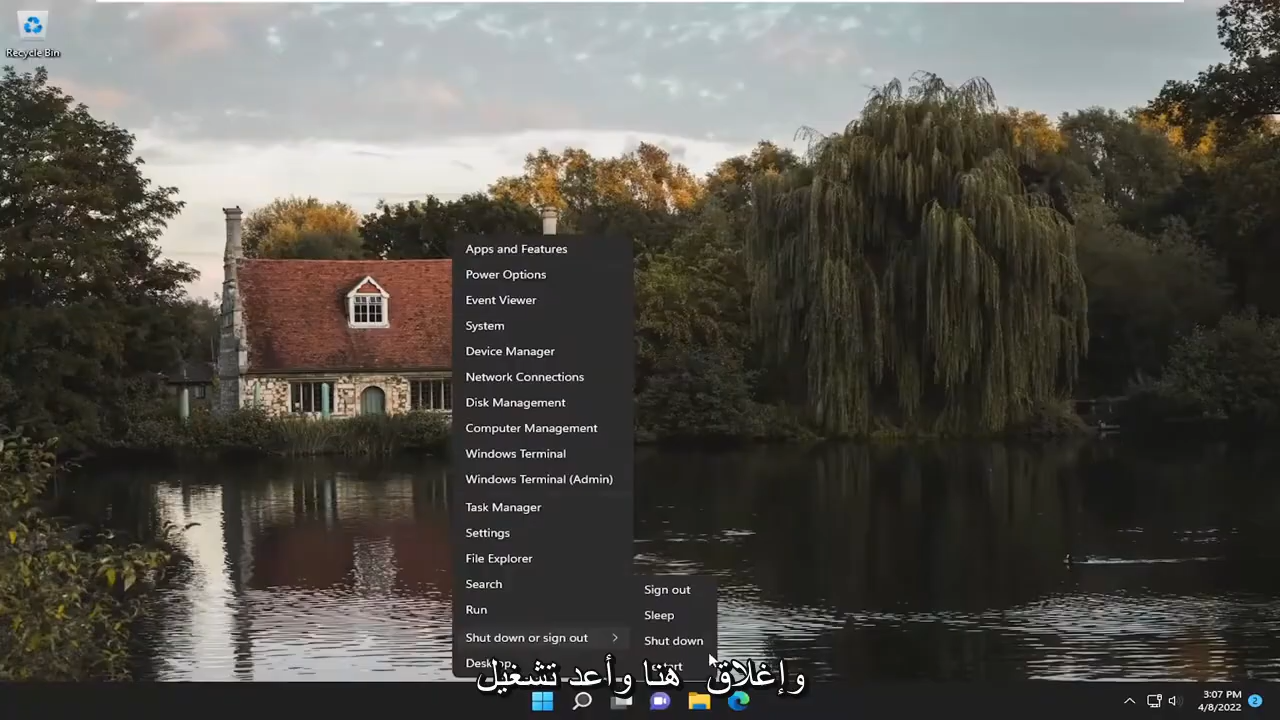 Recycle Bin
Apps and Features
Power Options
Event Viewer
System
Device Manager
Network Connections
Disk Management
Computer Management
Windows Terminal
Windows Terminal (Admin)
Task Manager
Settings
File Explorer
Search
Run
Shut down or sign out
Sign out
Sleep
Shut down
وإغلاق هنا وأعد تشغيل
3:07 PM
4/8/2022
2